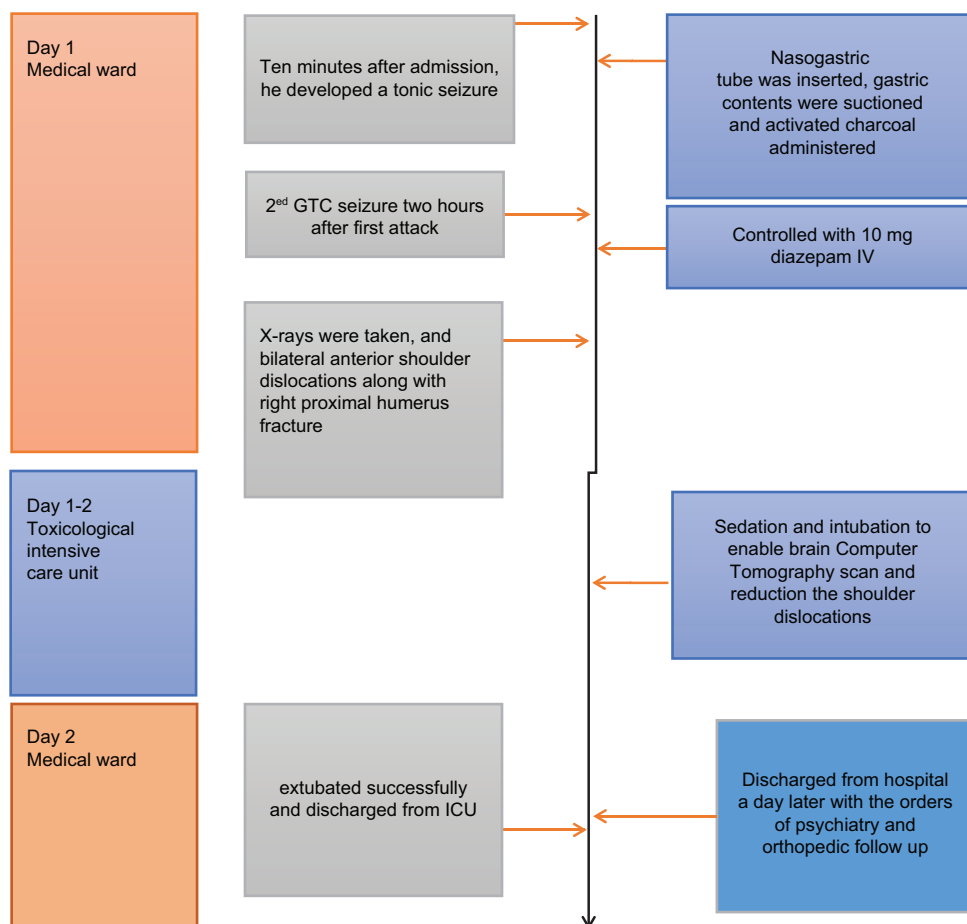 Day 1
Medical ward
Ten minutes after admission,
he developed a tonic seizure
Nasogastric
tube was inserted, gastric
contents were suctioned
and activated charcoal
administered
2ed GTC seizure two hours
after first attack
Controlled with 10 mg
diazepam IV
X-rays were taken, and
bilateral anterior shoulder
dislocations along with
right proximal humerus
fracture
Day 1-2
Toxicological
intensive
care unit
Sedation and intubation to
enable brain Computer
Tomography scan and
reduction the shoulder
dislocations
Day 2
Medical ward
extubated successfully
and discharged from ICU
Discharged from hospital
a day later with the orders
of psychiatry and
orthopedic follow up